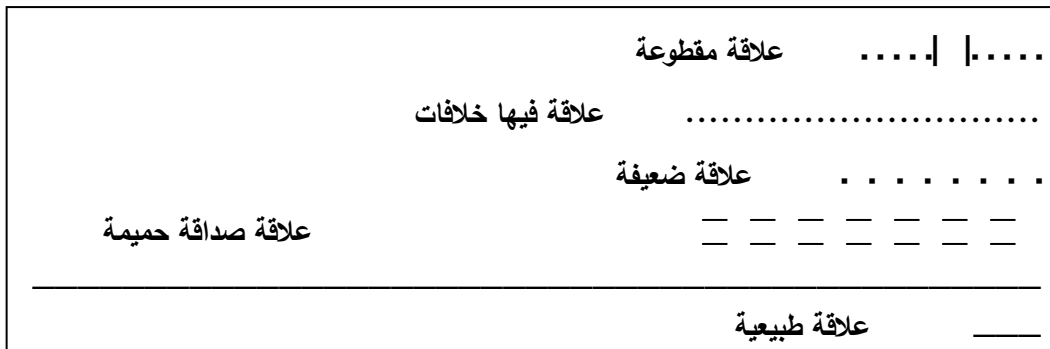 .....| |..... علاقة مقطوعة
.............................. علاقة فيها خلافات
. . . . . . . . علاقة ضعيفة
علاقة صداقة حميمة
علاقة طبيعية